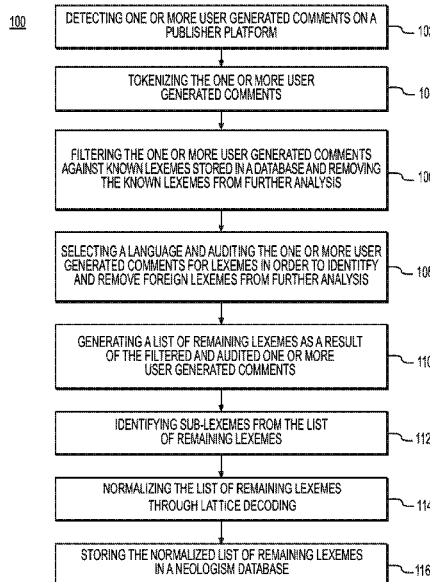 100
DETECTING ONE OR MORE USER GENERATED COMMENTS ON A
PUBLISHER PLATFORM
TOKENIZING THE ONE OR MORE USER
GENERATED COMMENTS
FILTERING THE ONE OR MORE USER GENERATED COMMENTS
AGAINST KNOWN LEXEMES STORED IN A DATABASE AND REMOVING
THE KNOWN LEXEMES FROM FURTHER ANALYSIS
SELECTING A LANGUAGE AND AUDITING THE ONE OR MORE USER
GENERATED COMMENTS FOR LEXEMES IN ORDER TO IDENTITFY
AND REMOVE FOREIGN LEXEMES FROM FURTHER ANALYSIS
GENERATING A LIST OF REMAINING LEXEMES AS A RESULT
OF THE FILTERED AND AUDITED ONE OR MORE
USER GENERATED COMMENTS
110
IDENTIFYING SUB-LEXEMES FROM THE LIST
OF REMAINING LEXEMES
112
NORMALIZING THE LIST OF REMAINING LEXEMES
THROUGH LATTICE DECODING
114
STORING THE NORMALIZED LIST OF REMAINING LEXEMES
IN A NEOLOGISM DATABASE
116